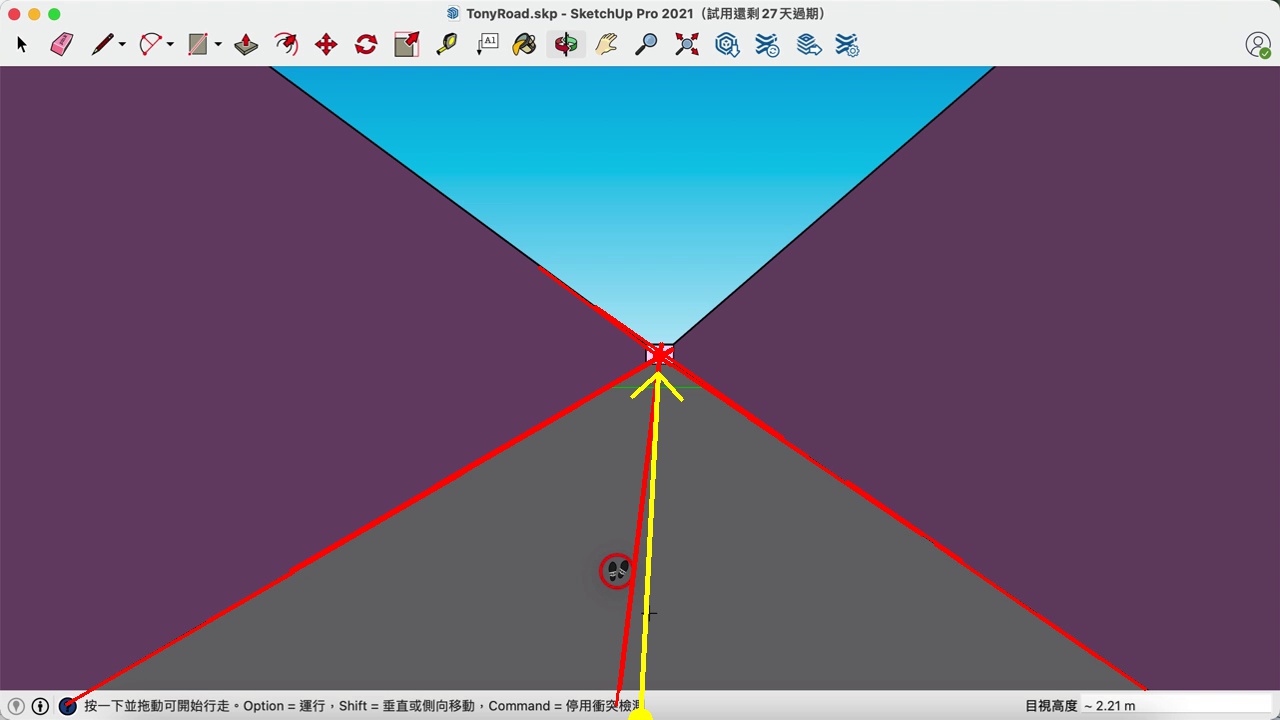 TonyRoad.skp - SketchUp Pro 2021（試用還剩 27 天過期）
A1
按一下並拖動可開始行走。Option = 運行，Shift = 垂直或側向移動，Command = 停用衝突檢測
目視高度 ~ 2.21 m